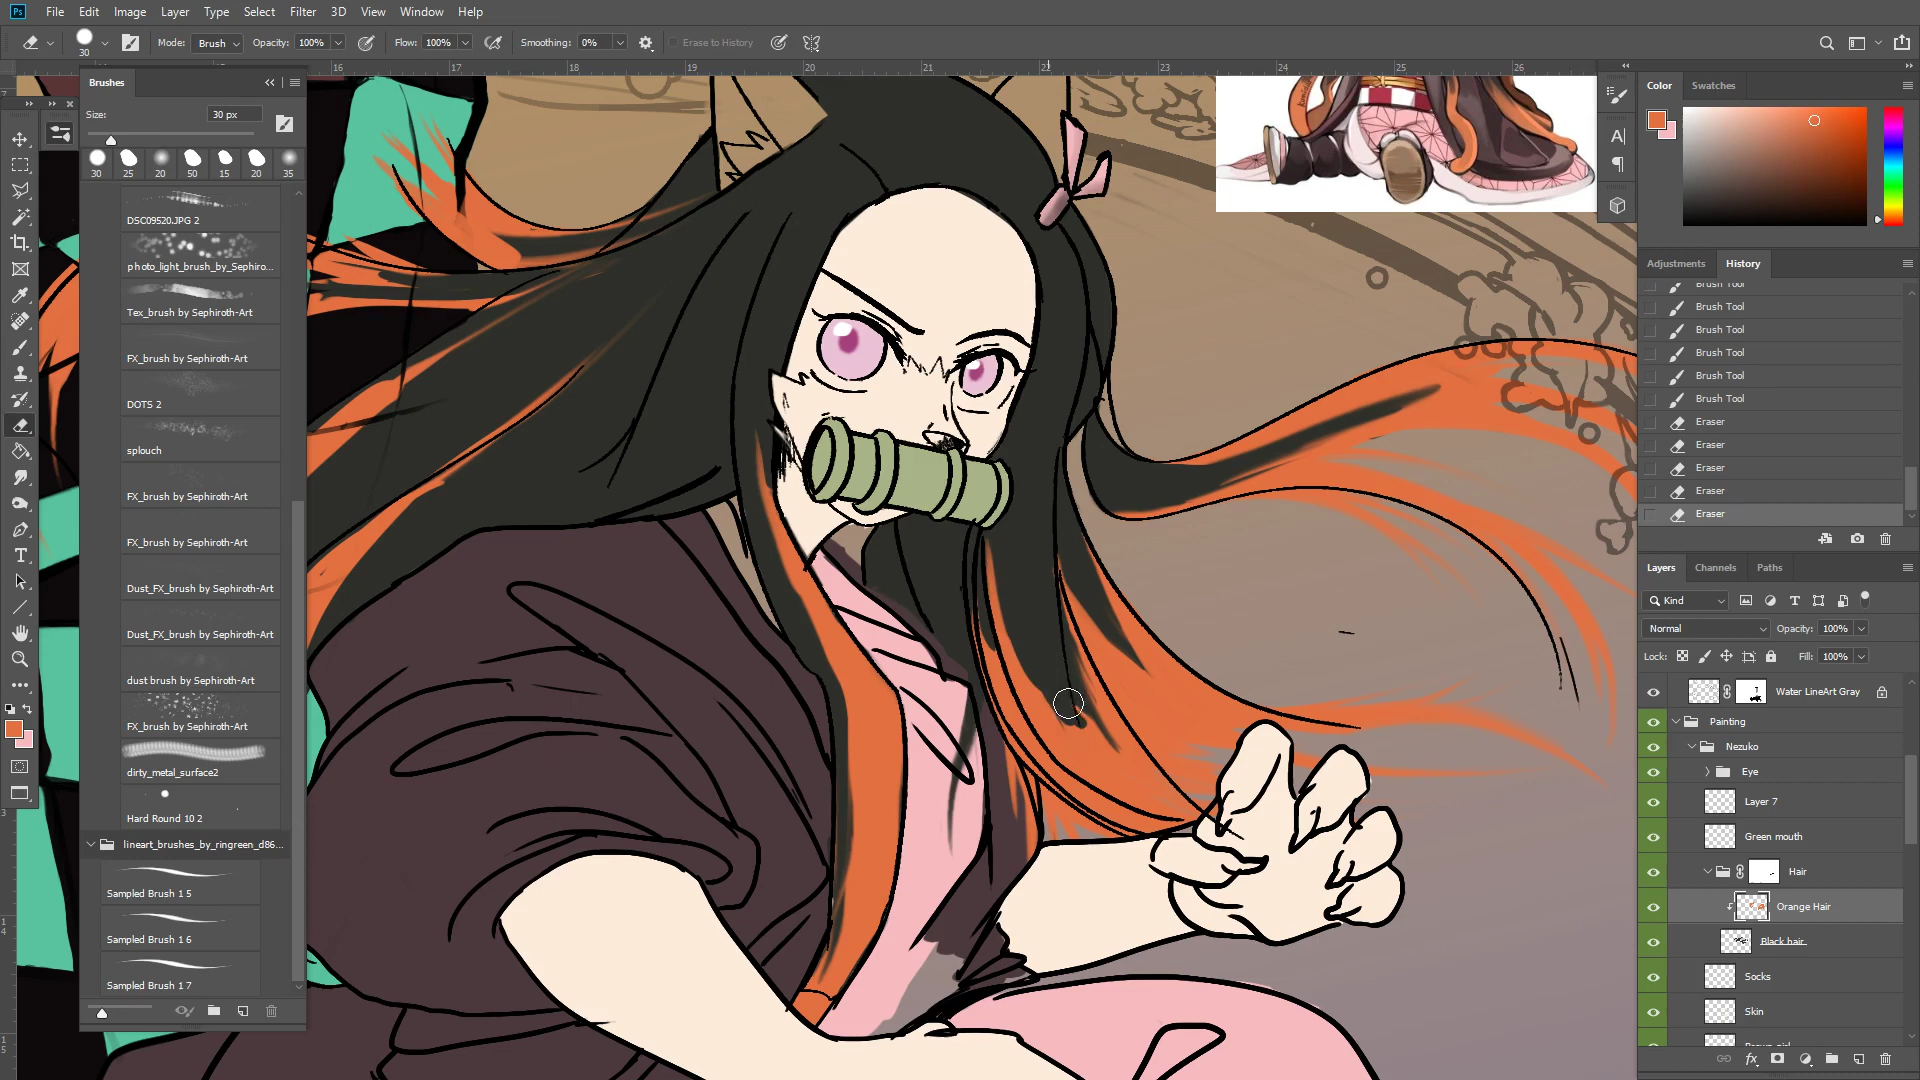 Ps File Edit Image Layer Type Select Filter 3D View Window Help
30 Mode: Brush Opacity: 100% Flow: 100% Smoothing: 0% Erase to History
16 17 18 19 20 21 22 23 24 25 26
Brushes
Size: 30 px
30 25 20 50 15 20 35
DSC09520.JPG 2
photo_light_brush_by_Sephiro...
Tex_brush by Sephiroth-Art
FX_brush by Sephiroth-Art
DOTS 2
splouch
FX_brush by Sephiroth-Art
FX_brush by Sephiroth-Art
Dust_FX_brush by Sephiroth-Art
Dust_FX_brush by Sephiroth-Art
dust brush by Sephiroth-Art
FX_brush by Sephiroth-Art
dirty_metal_surface2
Hard Round 10 2
lineart_brushes_by_ringreen_d86...
Sampled Brush 1 5
Sampled Brush 1 6
Sampled Brush 1 7
Color Swatches
Adjustments History
Brush Tool
Brush Tool
Brush Tool
Brush Tool
Brush Tool
Brush Tool
Eraser
Eraser
Eraser
Eraser
Eraser
Layers Channels Paths
Kind
Normal Opacity: 100%
Lock: Fill: 100%
Water LineArt Gray
Painting
Nezuko
Eye
Layer 7
Green mouth
Hair
Orange Hair
Black hair
Socks
Skin